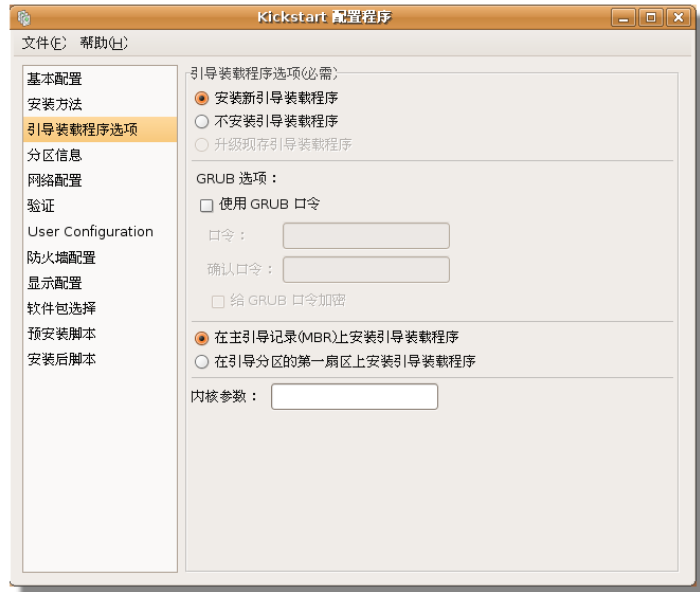 Kickstart 配置程序
文件(F) 帮助(H)
基本配置
安装方法
引导装载程序选项
分区信息
网络配置
验证
User Configuration
防火墙配置
显示配置
软件包选择
预安装脚本
安装后脚本
引导装载程序选项(必需)
安装新引导装载程序
不安装引导装载程序
升级现存引导装载程序
GRUB 选项：
使用 GRUB 口令
口令：
确认口令：
给 GRUB 口令加密
在主引导记录(MBR)上安装引导装载程序
在引导分区的第一扇区上安装引导装载程序
内核参数：